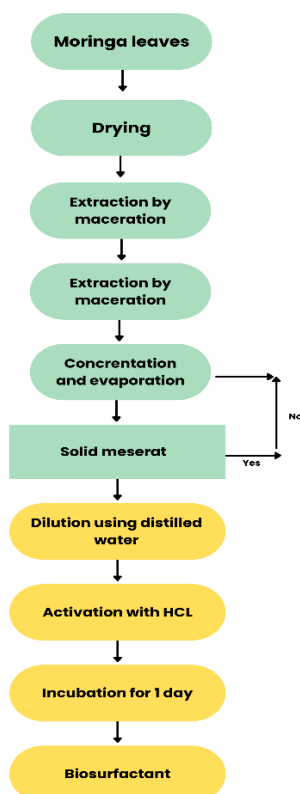 Moringa leaves
Drying
Extraction by
maceration
Extraction by
maceration
Concrentation
and evaporation
No
Solid meserat
Yes
Dilution using distilled
water
Activation with HCL
Incubation for 1 day
Biosurfactant